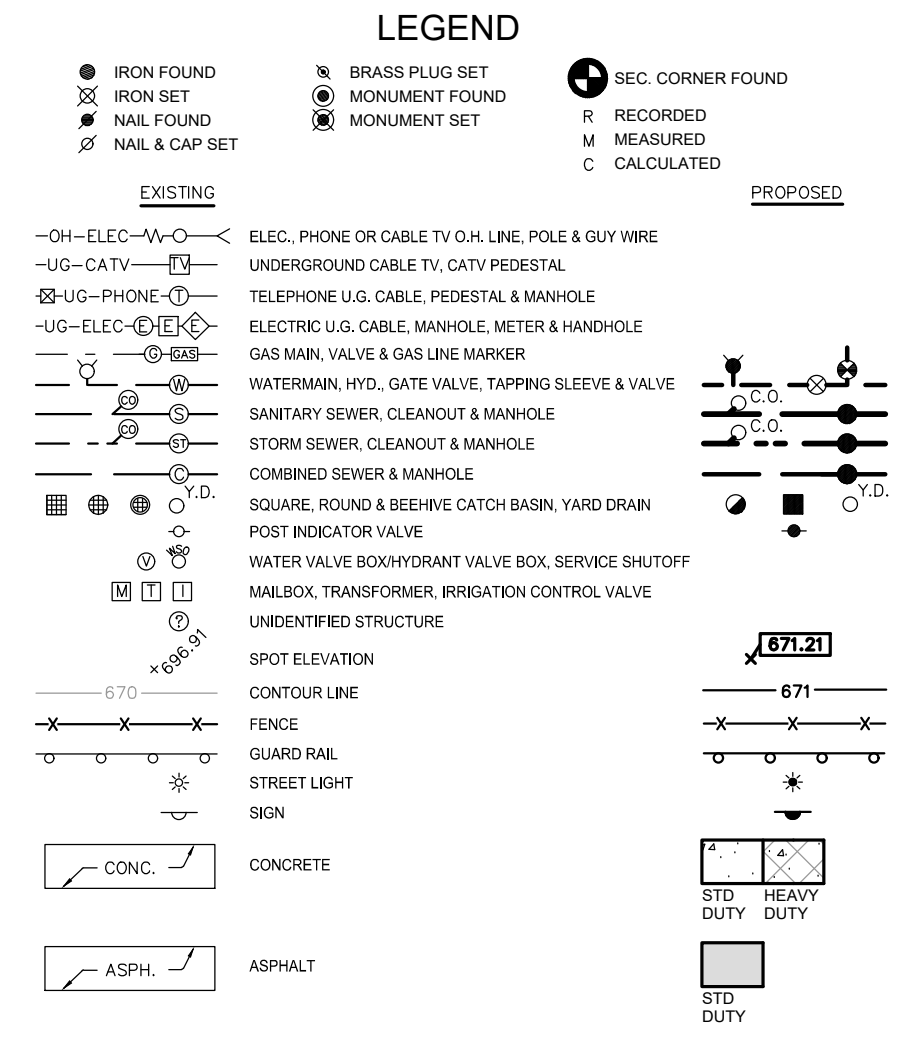 LEGEND
IRON FOUND
IRON SET
NAIL FOUND
NAIL & CAP SET
BRASS PLUG SET
MONUMENT FOUND
MONUMENT SET
SEC. CORNER FOUND
R RECORDED
M MEASURED
C CALCULATED
EXISTING PROPOSED
OH-ELEC ELEC., PHONE OR CABLE TV O.H. LINE, POLE & GUY WIRE
UG-CATV TV UNDERGROUND CABLE TV, CATV PEDESTAL
UG-PHONE T TELEPHONE U.G. CABLE, PEDESTAL & MANHOLE
UG-ELEC E E E ELECTRIC U.G. CABLE, MANHOLE, METER & HANDHOLE
G GAS GAS MAIN, VALVE & GAS LINE MARKER
W WATERMAIN, HYD., GATE VALVE, TAPPING SLEEVE & VALVE
CO S SANITARY SEWER, CLEANOUT & MANHOLE C.O.
CO ST STORM SEWER, CLEANOUT & MANHOLE C.O.
C COMBINED SEWER & MANHOLE
Y.D. SQUARE, ROUND & BEEHIVE CATCH BASIN, YARD DRAIN Y.D.
POST INDICATOR VALVE
V WSO WATER VALVE BOX/HYDRANT VALVE BOX, SERVICE SHUTOFF
M T I MAILBOX, TRANSFORMER, IRRIGATION CONTROL VALVE
? UNIDENTIFIED STRUCTURE
+696.91 SPOT ELEVATION 671.21
670 CONTOUR LINE 671
X X X FENCE X X X
GUARD RAIL
STREET LIGHT
SIGN
CONC. CONCRETE
STD DUTY
HEAVY DUTY
ASPH. ASPHALT
STD DUTY